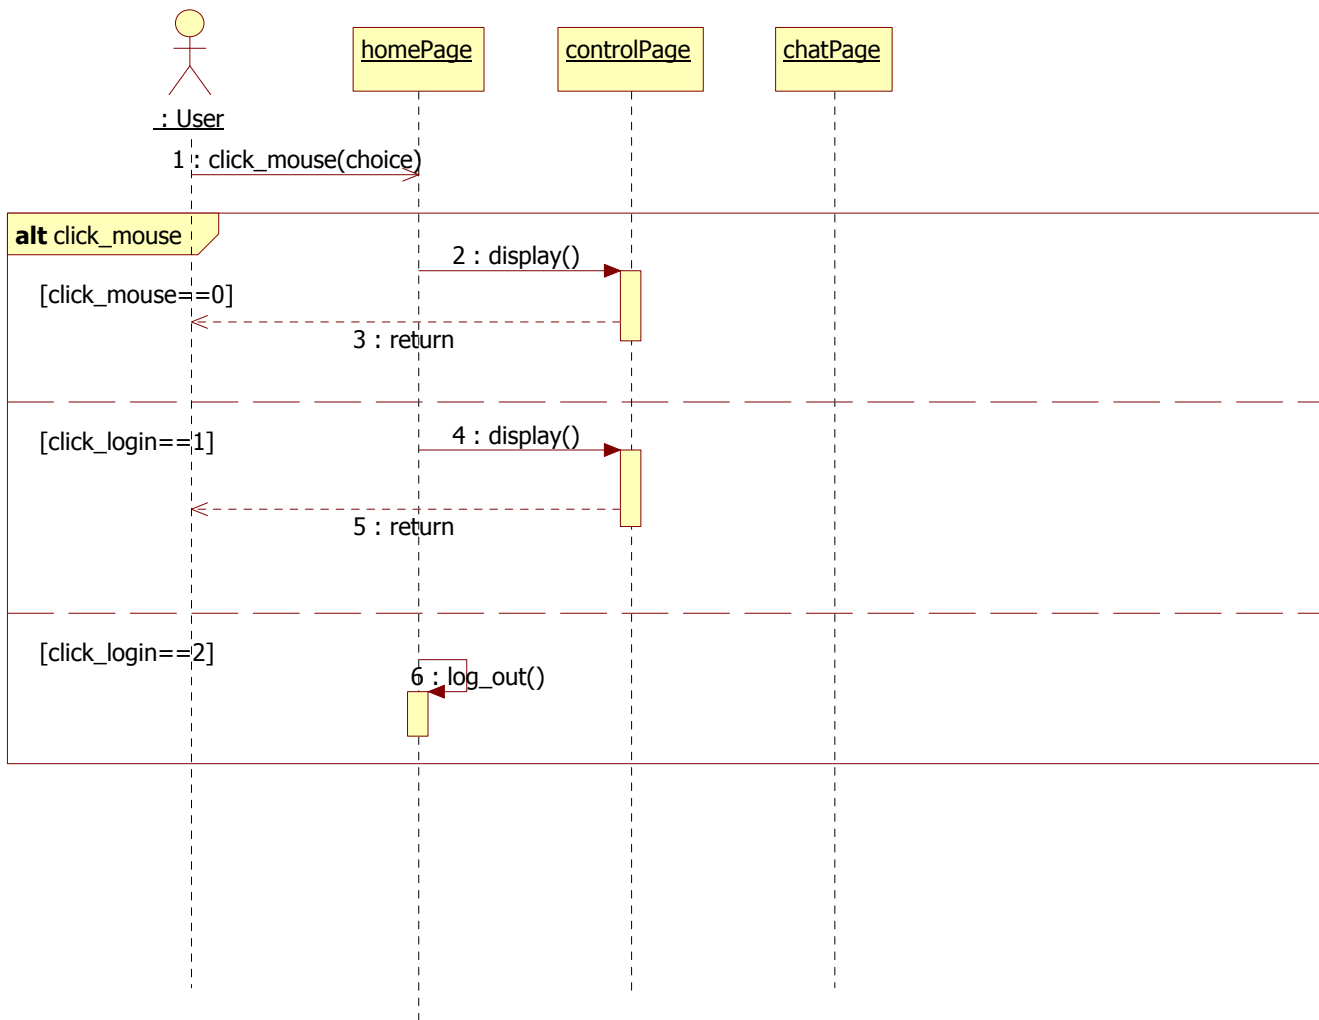 homePage
controlPage
chatPage
: User
1 : click_mouse(choice)
alt click_mouse
2 : display()
[click_mouse==0]
3 : return
[click_login==1]
4 : display()
5 : return
[click_login==2]
6 : log_out()